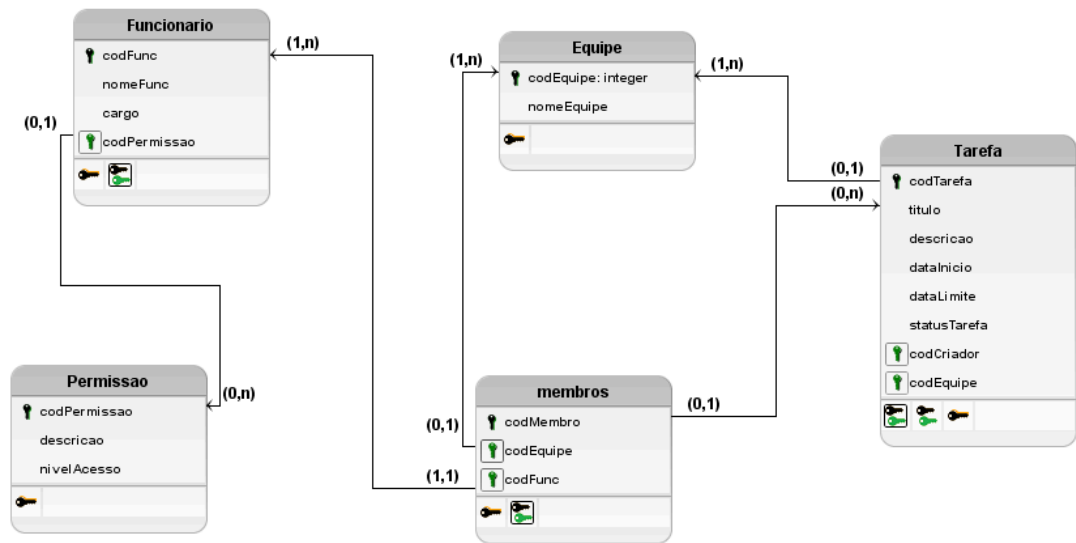 Funcionario
codFunc
nomeFunc
cargo
codPermissao
(1,n)
(0,1)
Equipe
codEquipe: integer
nomeEquipe
(1,n)
(1,n)
Tarefa
codTarefa
titulo
descricao
dataInicio
dataLimite
statusTarefa
codCriador
codEquipe
(0,1)
(0,n)
Permissao
codPermissao
descricao
nivelAcesso
(0,n)
membros
codMembro
codEquipe
codFunc
(0,1)
(0,1)
(1,1)